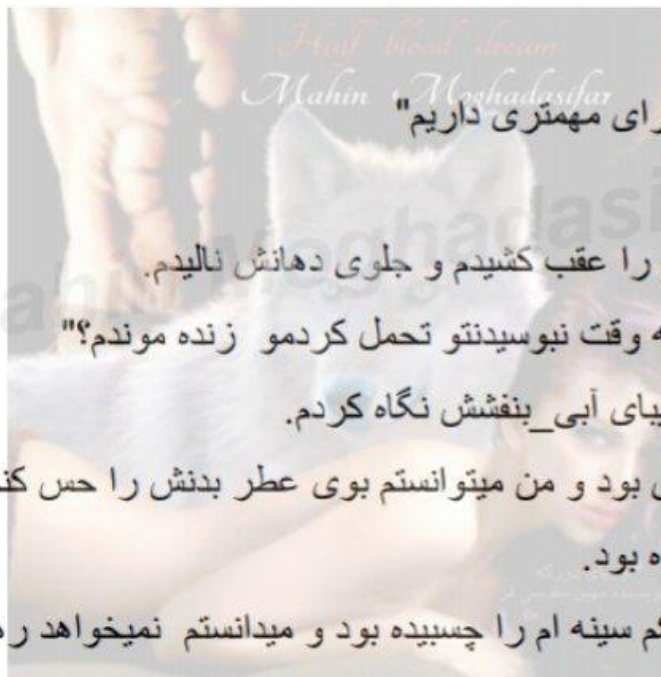 Half blood dream
Mahin Moghadasifar
رای مهمتری داریم"
را عقب کشیدم و جلوی دهانش نالیدم.
ه وقت نبوسیدنتو تحمل کردمو زنده موندم؟"
یبای آبی_بنفشش نگاه کردم.
بود و من میتوانستم بوی عطر بدنش را حس کن
ه بود.
م سینه ام را چسبیده بود و میدانستم نمیخواهد ره